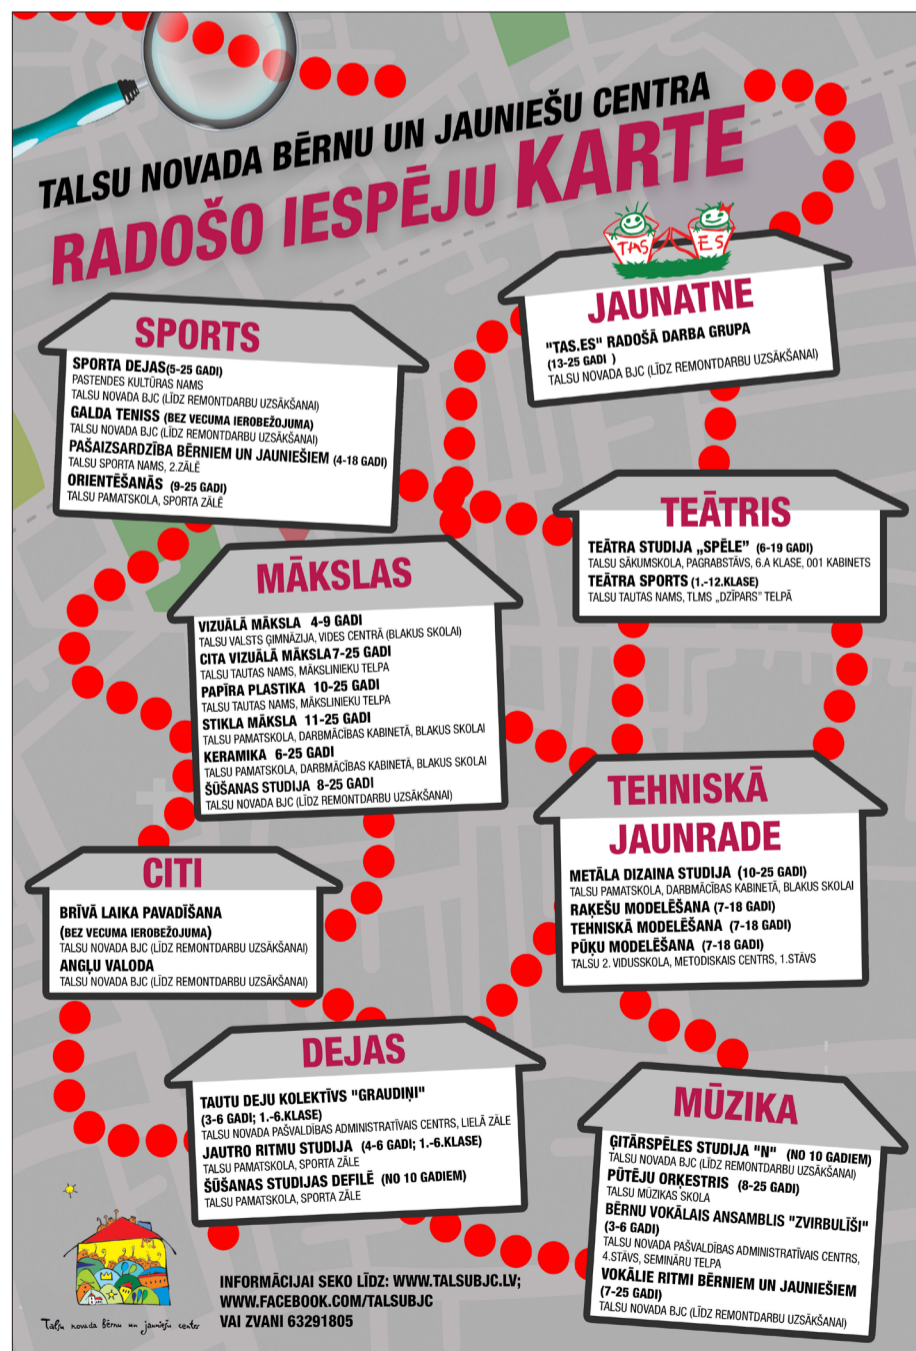 TALSU NOVADA BĒRNU UN JAUNIEŠU CENTRA
RADOŠO IESPĒJU KARTE
TAS ES
JAUNATNE
"TAS.ES" RADOŠĀ DARBA GRUPA
(13-25 GADI )
TALSU NOVADA BJC (LĪDZ REMONTDARBU UZSĀKŠANAI)
SPORTS
SPORTA DEJAS(5-25 GADI)
PASTENDES KULTŪRAS NAMS
TALSU NOVADA BJC (LĪDZ REMONTDARBU UZSĀKŠANAI)
GALDA TENISS (BEZ VECUMA IEROBEŽOJUMA)
TALSU NOVADA BJC (LĪDZ REMONTDARBU UZSĀKŠANAI)
PAŠAIZSARDZĪBA BĒRNIEM UN JAUNIEŠIEM (4-18 GADI)
TALSU SPORTA NAMS, 2.ZĀLĒ
ORIENTĒŠANĀS (9-25 GADI)
TALSU PAMATSKOLA, SPORTA ZĀLĒ
TEĀTRIS
TEĀTRA STUDIJA „SPĒLE” (6-19 GADI)
TALSU SĀKUMSKOLA, PAGRABSTĀVS, 6.A KLASE, 001 KABINETS
TEĀTRA SPORTS (1.-12.KLASE)
TALSU TAUTAS NAMS, TLMS „DZĪPARS” TELPĀ
MĀKSLAS
VIZUĀLĀ MĀKSLA 4-9 GADI
TALSU VALSTS ĢIMNĀZIJA, VIDES CENTRĀ (BLAKUS SKOLAI)
CITA VIZUĀLĀ MĀKSLA 7-25 GADI
TALSU TAUTAS NAMS, MĀKSLINIEKU TELPA
PAPĪRA PLASTIKA 10-25 GADI
TALSU TAUTAS NAMS, MĀKSLINIEKU TELPA
STIKLA MĀKSLA 11-25 GADI
TALSU PAMATSKOLA, DARBMĀCĪBAS KABINETĀ, BLAKUS SKOLAI
KERAMIKA 6-25 GADI
TALSU PAMATSKOLA, DARBMĀCĪBAS KABINETĀ, BLAKUS SKOLAI
ŠŪŠANAS STUDIJA 8-25 GADI
TALSU NOVADA BJC (LĪDZ REMONTDARBU UZSĀKŠANAI)
TEHNISKĀ
JAUNRADE
METĀLA DIZAINA STUDIJA (10-25 GADI)
TALSU PAMATSKOLA, DARBMĀCĪBAS KABINETĀ, BLAKUS SKOLAI
RAĶEŠU MODELĒŠANA (7-18 GADI)
TEHNISKĀ MODELĒŠANA (7-18 GADI)
PŪĶU MODELĒŠANA (7-18 GADI)
TALSU 2. VIDUSSKOLA, METODISKAIS CENTRS, 1.STĀVS
CITI
BRĪVĀ LAIKA PAVADĪŠANA
(BEZ VECUMA IEROBEŽOJUMA)
TALSU NOVADA BJC (LĪDZ REMONTDARBU UZSĀKŠANAI)
ANGĻU VALODA
TALSU NOVADA BJC (LĪDZ REMONTDARBU UZSĀKŠANAI)
DEJAS
TAUTU DEJU KOLEKTĪVS "GRAUDIŅI"
(3-6 GADI; 1.-6.KLASE)
TALSU NOVADA PAŠVALDĪBAS ADMINISTRATĪVAIS CENTRS, LIELĀ ZĀLE
JAUTRO RITMU STUDIJA (4-6 GADI; 1.-6.KLASE)
TALSU PAMATSKOLA, SPORTA ZĀLE
ŠŪŠANAS STUDIJAS DEFILĒ (NO 10 GADIEM)
TALSU PAMATSKOLA, SPORTA ZĀLE
MŪZIKA
ĢITĀRSPĒLES STUDIJA "N" (NO 10 GADIEM)
TALSU NOVADA BJC (LĪDZ REMONTDARBU UZSĀKŠANAI)
PŪTĒJU ORĶESTRIS (8-25 GADI)
TALSU MŪZIKAS SKOLA
BĒRNU VOKĀLAIS ANSAMBLIS "ZVIRBULĪŠI"
(3-6 GADI)
TALSU NOVADA PAŠVALDĪBAS ADMINISTRATĪVAIS CENTRS,
4.STĀVS, SEMINĀRU TELPA
VOKĀLIE RITMI BĒRNIEM UN JAUNIEŠIEM
(7-25 GADI)
TALSU NOVADA BJC (LĪDZ REMONTDARBU UZSĀKŠANAI)
Talsu novada Bērnu un jauniešu centrs
INFORMĀCIJAI SEKO LĪDZ: WWW.TALSUBJC.LV;
WWW.FACEBOOK.COM/TALSUBJC
VAI ZVANI 63291805